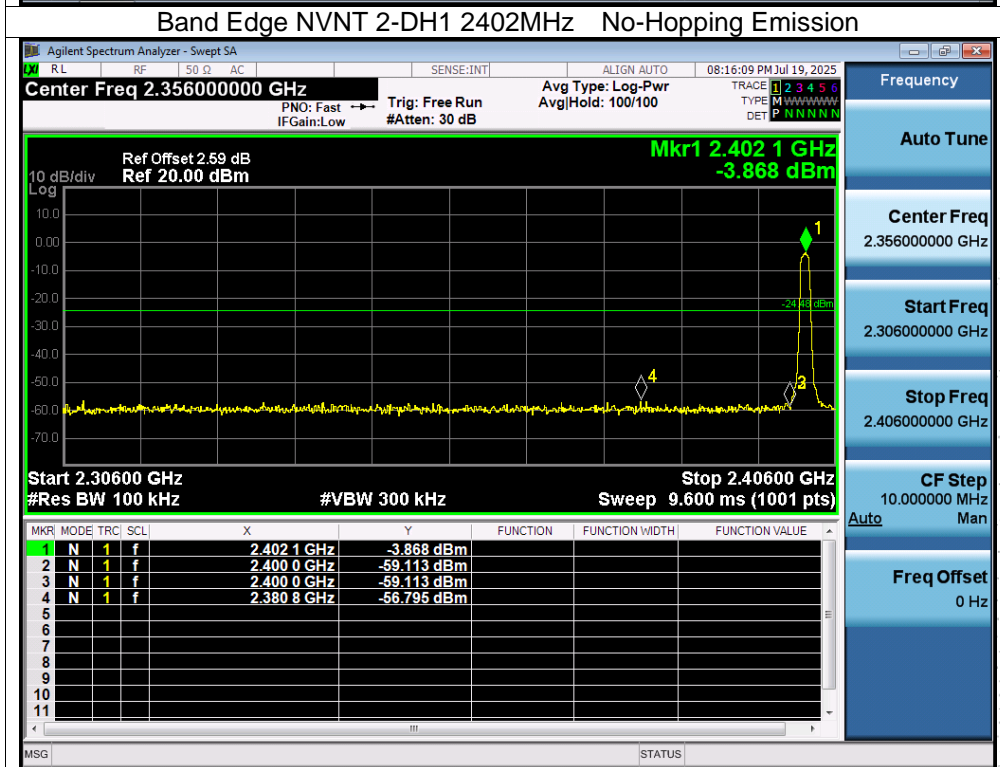 Band Edge NVNT 2-DH1 2402MHz No-Hopping Emission
Agilent Spectrum Analyzer - Swept SA
LXI RL RF 50 Ω AC SENSE:INT ALIGN AUTO 08:16:09 PM Jul 19, 2025
Center Freq 2.356000000 GHz
PNO: Fast
IFGain:Low
Trig: Free Run
#Atten: 30 dB
Avg Type: Log-Pwr
Avg|Hold: 100/100
TRACE 1 2 3 4 5 6
TYPE M WWWWW
DET P N N N N N
Ref Offset 2.59 dB
10 dB/div Ref 20.00 dBm
Log
Mkr1 2.402 1 GHz
-3.868 dBm
10.0
0.00
-10.0
-20.0
-30.0
-40.0
-50.0
-60.0
-70.0
1
-24.48 dBm
4
3
Start 2.30600 GHz Stop 2.40600 GHz
#Res BW 100 kHz #VBW 300 kHz Sweep 9.600 ms (1001 pts)
MKR MODE TRC SCL X Y FUNCTION FUNCTION WIDTH FUNCTION VALUE
1 N 1 f 2.402 1 GHz -3.868 dBm
2 N 1 f 2.400 0 GHz -59.113 dBm
3 N 1 f 2.400 0 GHz -59.113 dBm
4 N 1 f 2.380 8 GHz -56.795 dBm
5
6
7
8
9
10
11
MSG STATUS
Frequency
Auto Tune
Center Freq
2.356000000 GHz
Start Freq
2.306000000 GHz
Stop Freq
2.406000000 GHz
CF Step
10.000000 MHz
Auto Man
Freq Offset
0 Hz